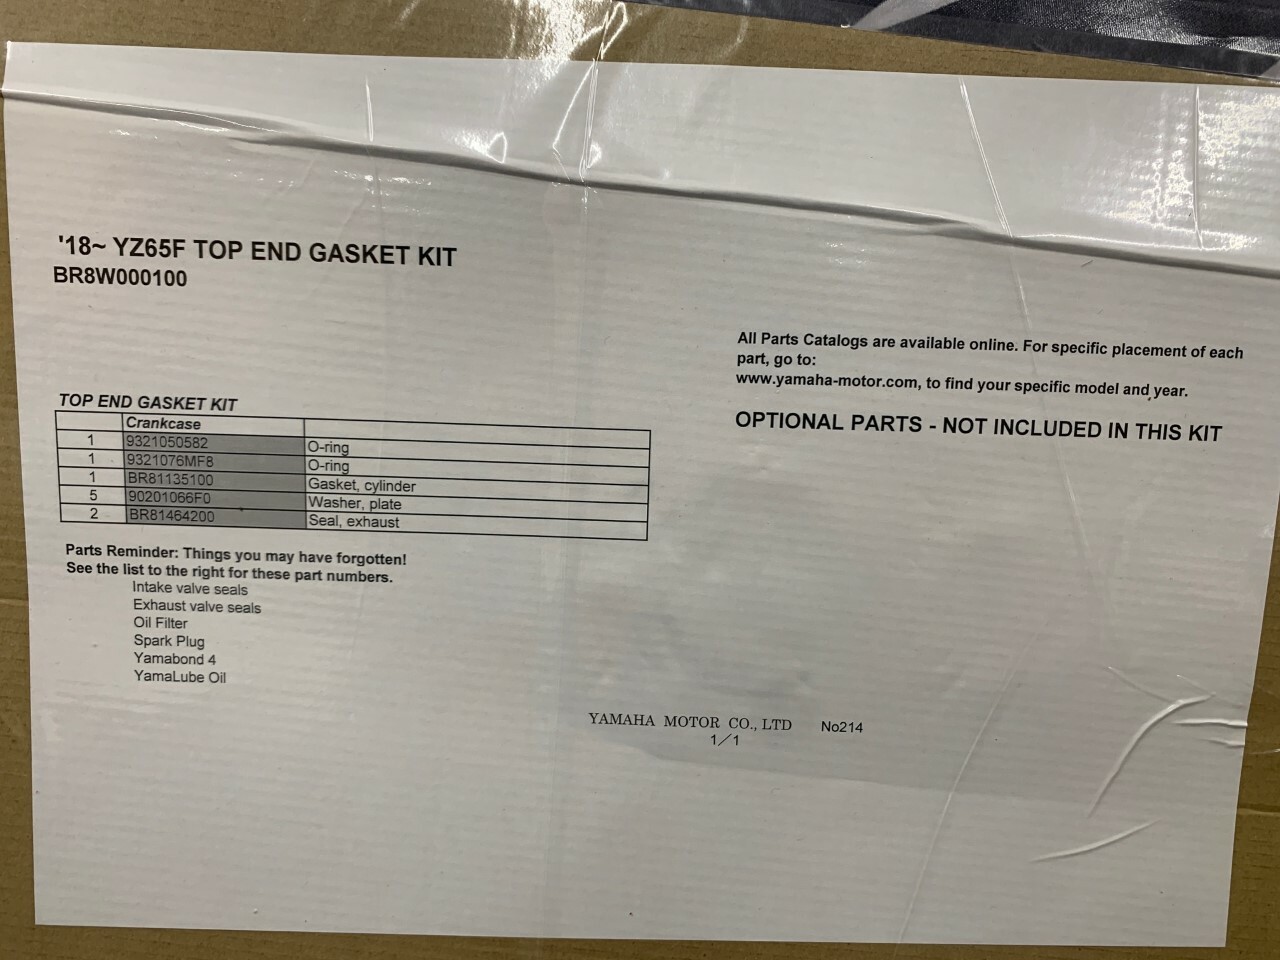 '18~ YZ65F TOP END GASKET KIT
BR8W000100
All Parts Catalogs are available online. For specific placement of each
part, go to:
www.yamaha-motor.com, to find your specific model and year.
OPTIONAL PARTS - NOT INCLUDED IN THIS KIT
TOP END GASKET KIT
Crankcase
1 9321050582 O-ring
1 9321076MF8 O-ring
1 BR81135100 Gasket, cylinder
5 90201066F0 Washer, plate
2 BR81464200 Seal, exhaust
Parts Reminder: Things you may have forgotten!
See the list to the right for these part numbers.
Intake valve seals
Exhaust valve seals
Oil Filter
Spark Plug
Yamabond 4
YamaLube Oil
YAMAHA MOTOR CO., LTD No214
1/1